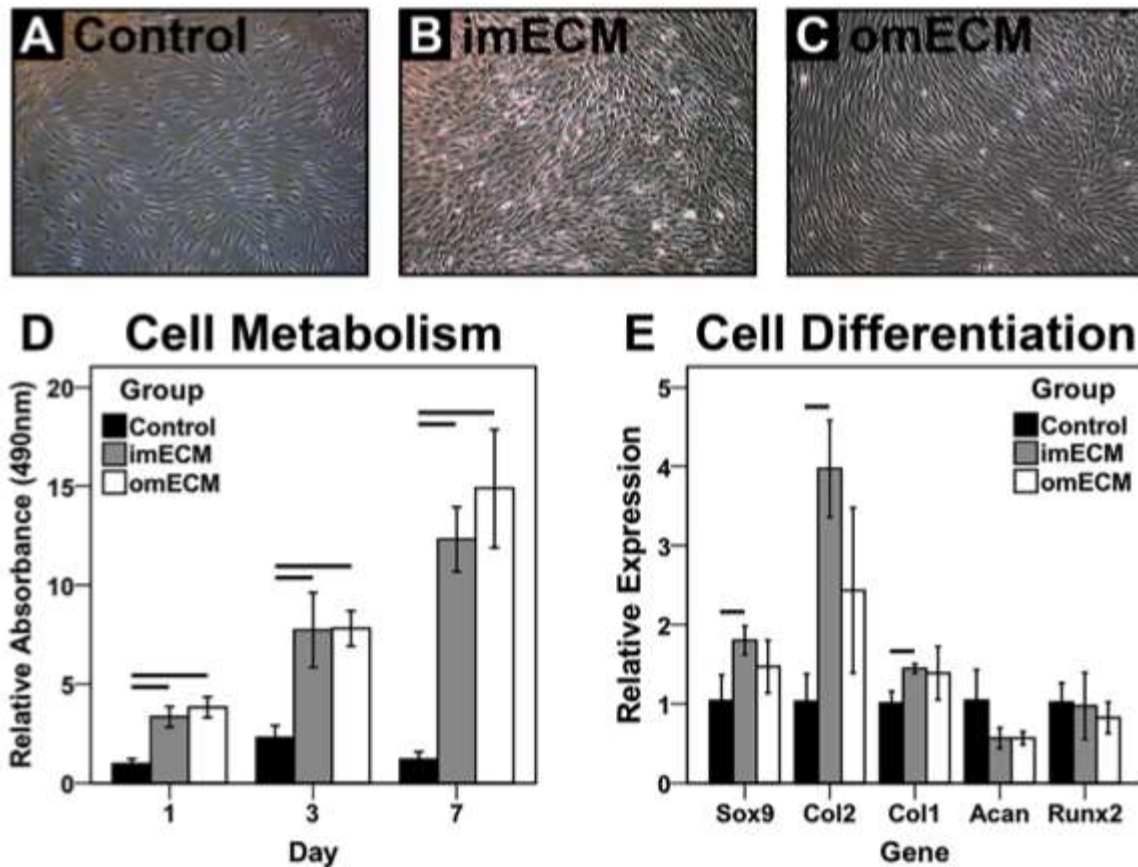 A Control
B imECM
C omECM
D Cell Metabolism
Relative Absorbance (490nm)
20
15
10
5
0
Group
Control
imECM
omECM
1 3 7
Day
E Cell Differentiation
Relative Expression
5
4
3
2
1
0
Group
Control
imECM
omECM
Sox9 Col2 Col1 Acan Runx2
Gene